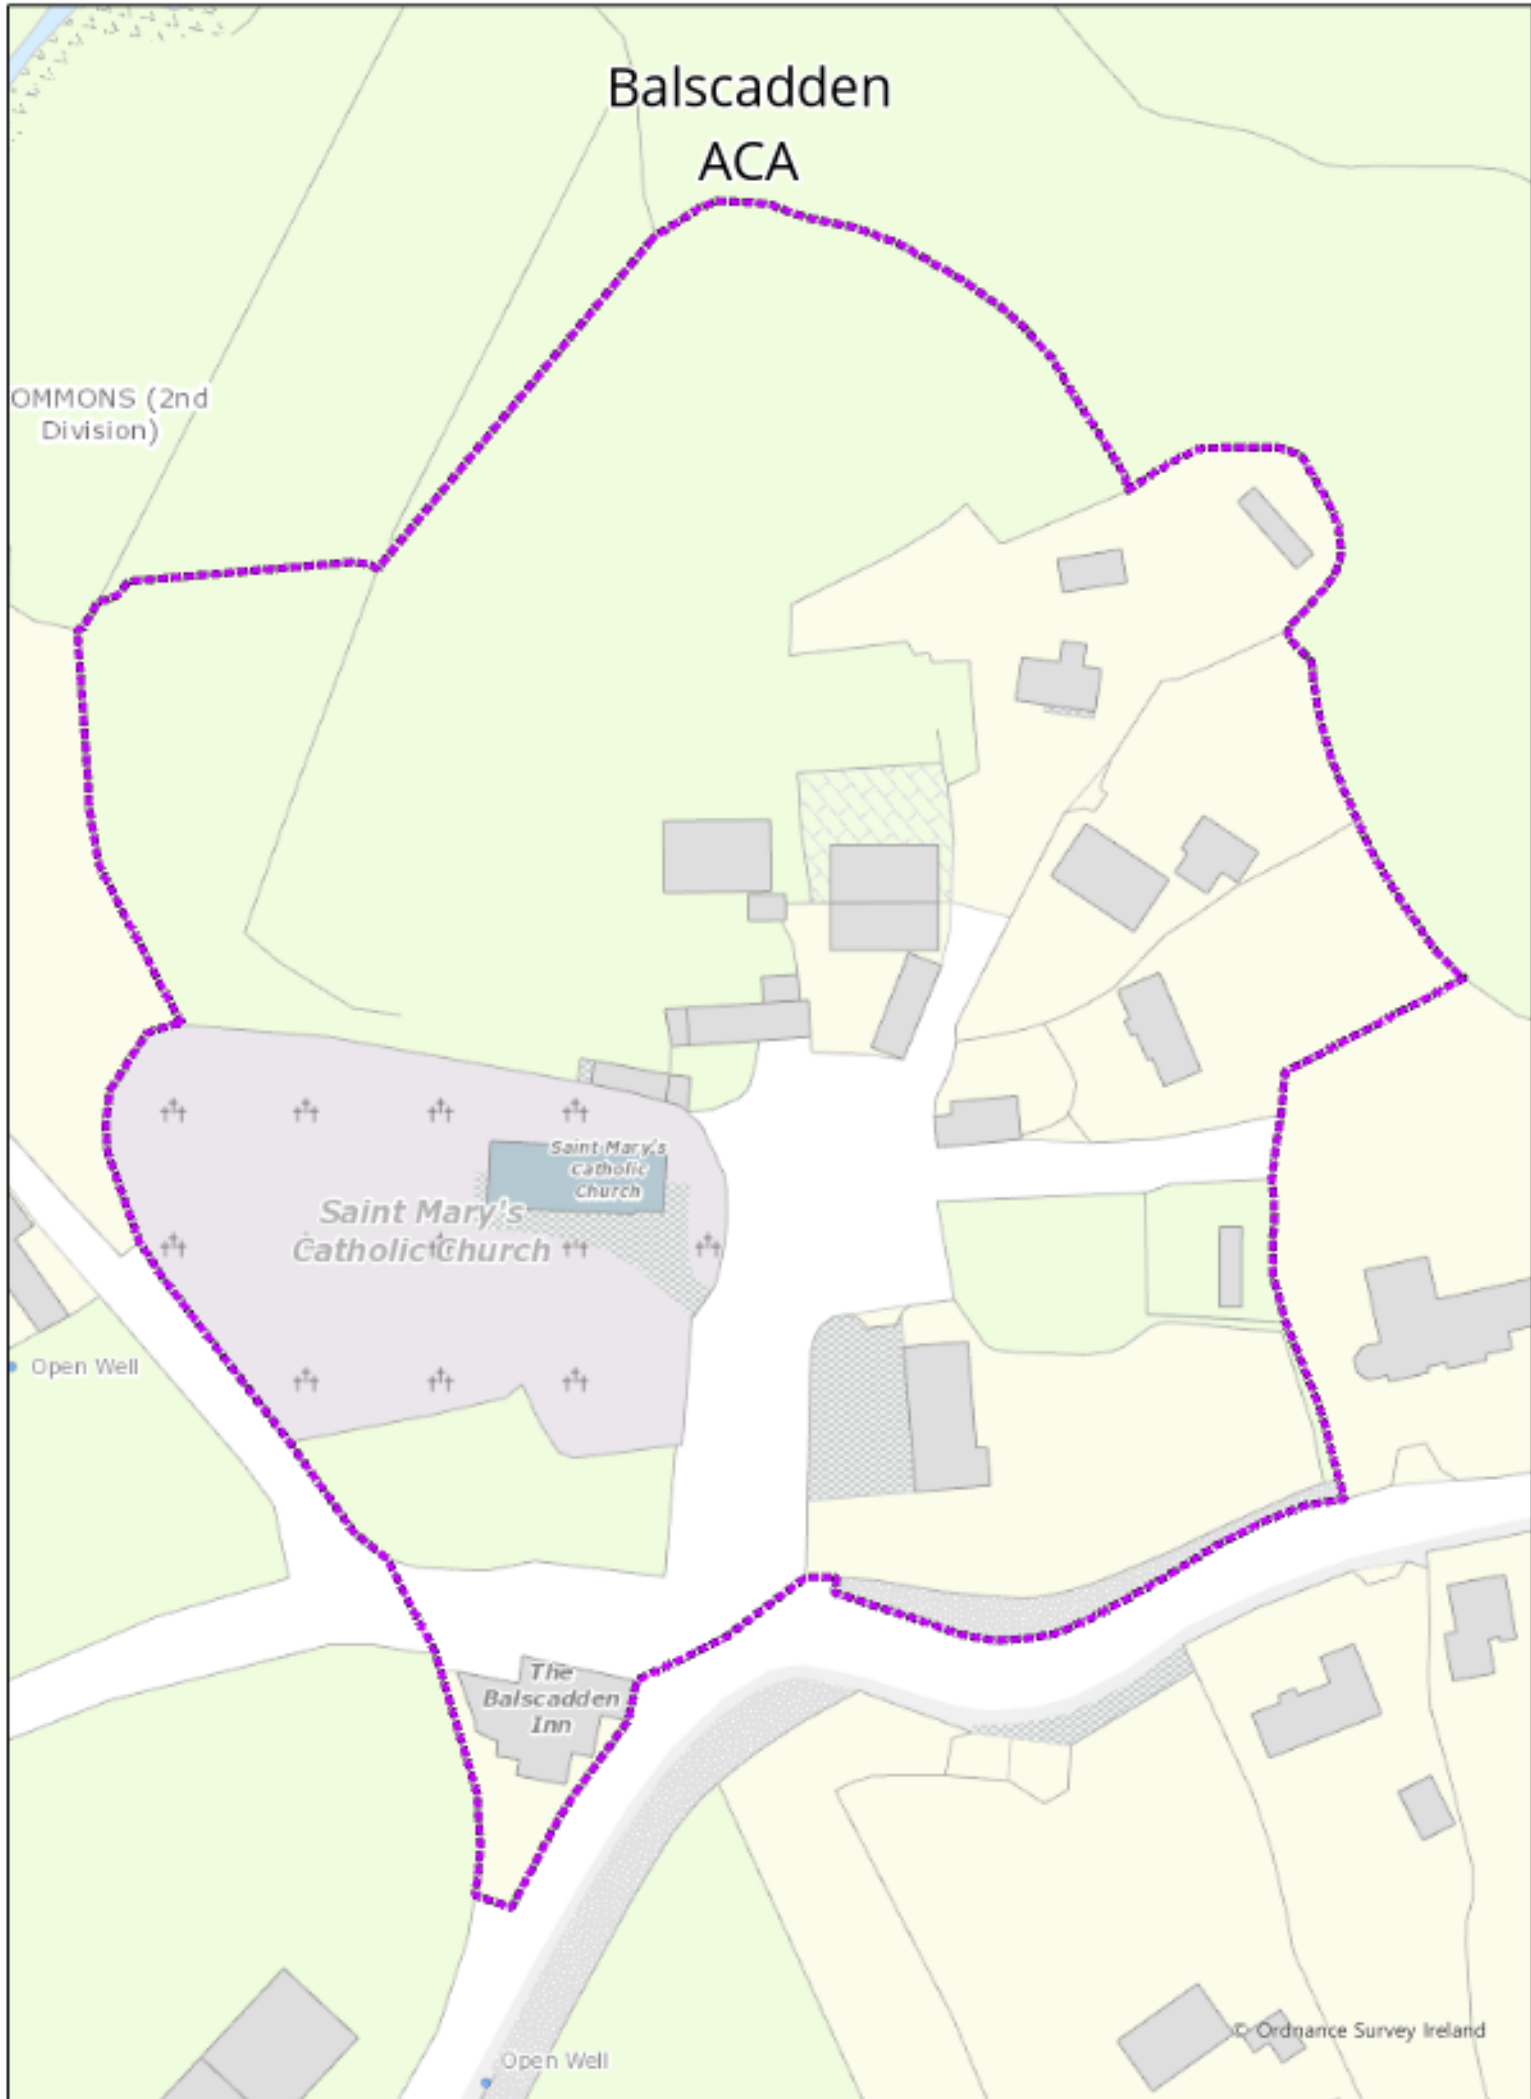 Balscadden
ACA
OMMONS (2nd
Division)
Saint Mary's
Catholic
Church
Saint Mary's
Catholic Church
Open Well
The
Balscadden
Inn
© Ordnance Survey Ireland
Open Well